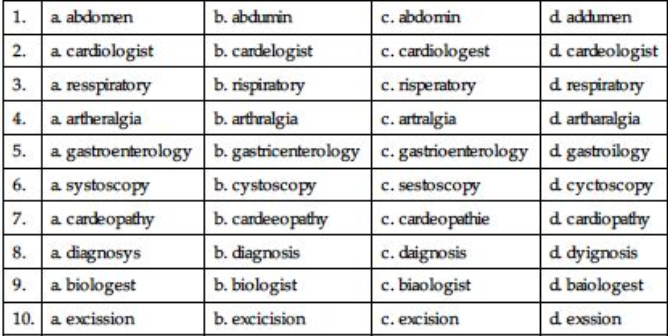 1. a. abdomen b. abdumin c. abdomin d. addumen
2. a. cardiologist b. cardelogist c. cardiologest d. cardeologist
3. a. resspiratory b. rispiratory c. risperatory d. respiratory
4. a. artheralgia b. arthralgia c. artralgia d. artharalgia
5. a. gastroenterology b. gastricenterology c. gastrioenterology d. gastroilogy
6. a. systoscopy b. cystoscopy c. sestoscopy d. cyctoscopy
7. a. cardeopathy b. cardeeopathy c. cardeopathie d. cardiopathy
8. a. diagnosys b. diagnosis c. daignosis d. dyignosis
9. a. biologest b. biologist c. biaologist d. baiologest
10. a. excission b. excicision c. excision d. exssion